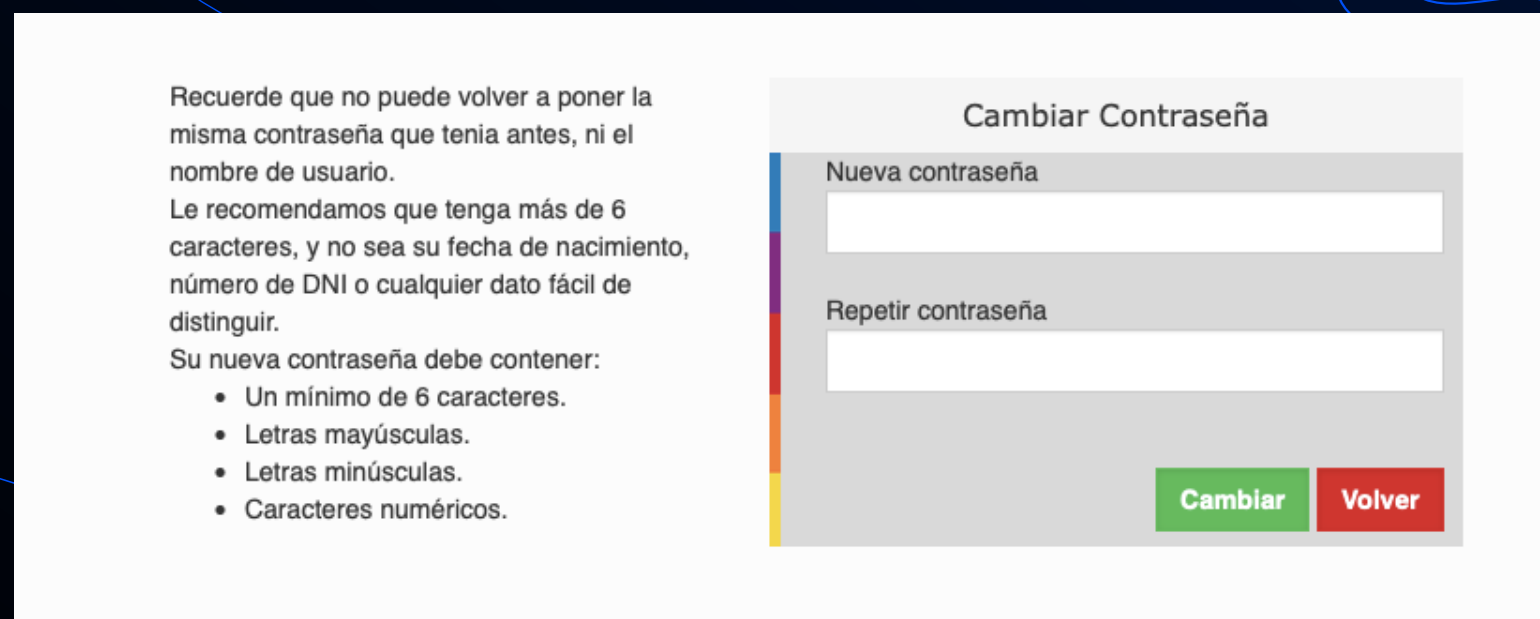 Recuerde que no puede volver a poner la
misma contraseña que tenia antes, ni el
nombre de usuario.
Le recomendamos que tenga más de 6
caracteres, y no sea su fecha de nacimiento,
número de DNI o cualquier dato fácil de
distinguir.
Su nueva contraseña debe contener:
• Un mínimo de 6 caracteres.
• Letras mayúsculas.
• Letras minúsculas.
• Caracteres numéricos.
Cambiar Contraseña
Nueva contraseña
Repetir contraseña
Cambiar Volver